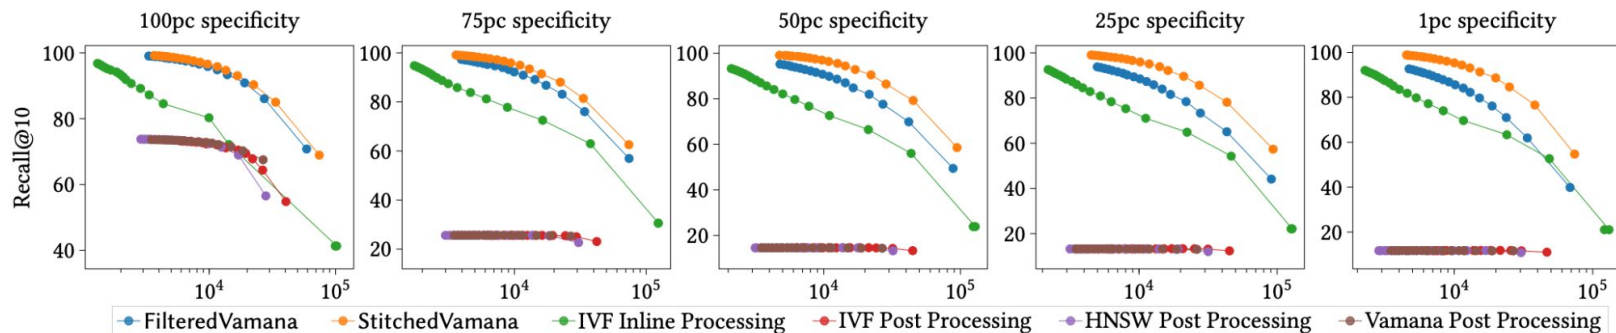 100pc specificity 75pc specificity 50pc specificity 25pc specificity 1pc specificity
Recall@10
100 80 60 40
100 80 60 40 20
100 80 60 40 20
100 80 60 40 20
100 80 60 40 20
10^4 10^5 10^4 10^5 10^4 10^5 10^4 10^5 10^4 10^5
FilteredVamana StitchedVamana IVF Inline Processing IVF Post Processing HNSW Post Processing Vamana Post Processing